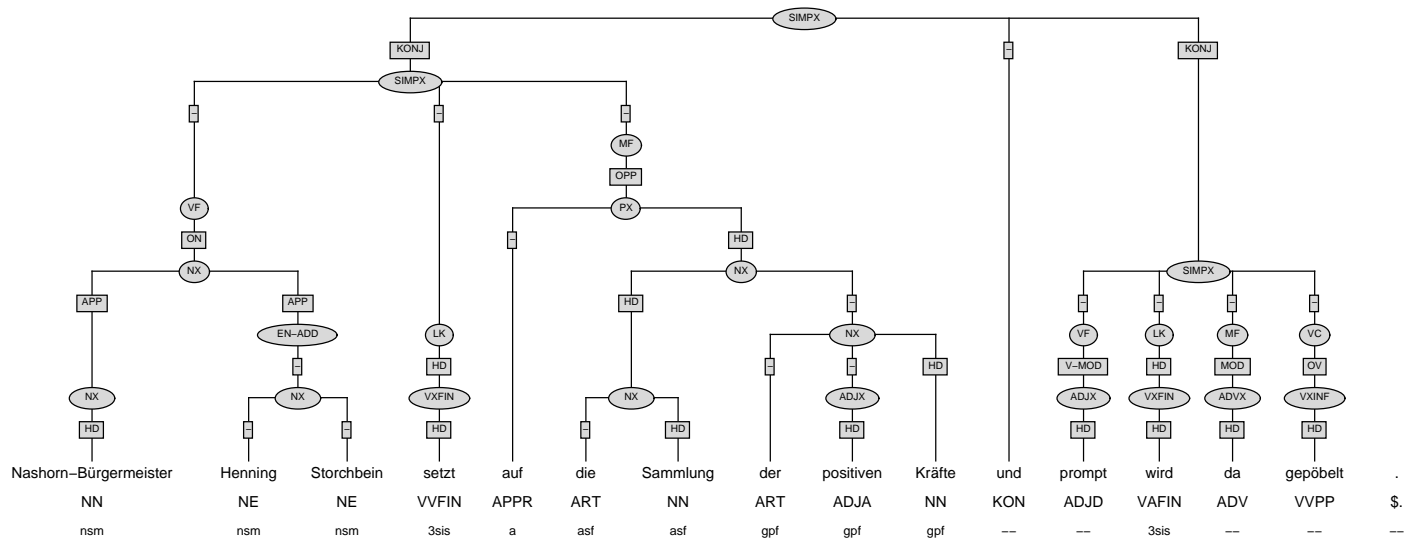 SIMPX
KONJ – KONJ
SIMPX
– – –
MF
OPP
VF PX
ON – HD
NX NX SIMPX
APP APP HD – – – – –
EN–ADD LK NX VF LK MF VC
– HD – – HD V–MOD HD MOD OV
NX NX VXFIN NX ADJX ADJX VXFIN ADVX VXINF
HD – – HD – HD HD HD HD HD HD
Nashorn–Bürgermeister Henning Storchbein setzt auf die Sammlung der positiven Kräfte und prompt wird da gepöbelt .
NN NE NE VVFIN APPR ART NN ART ADJA NN KON ADJD VAFIN ADV VVPP $.
nsm nsm nsm 3sis a asf asf gpf gpf gpf –– –– 3sis –– –– ––